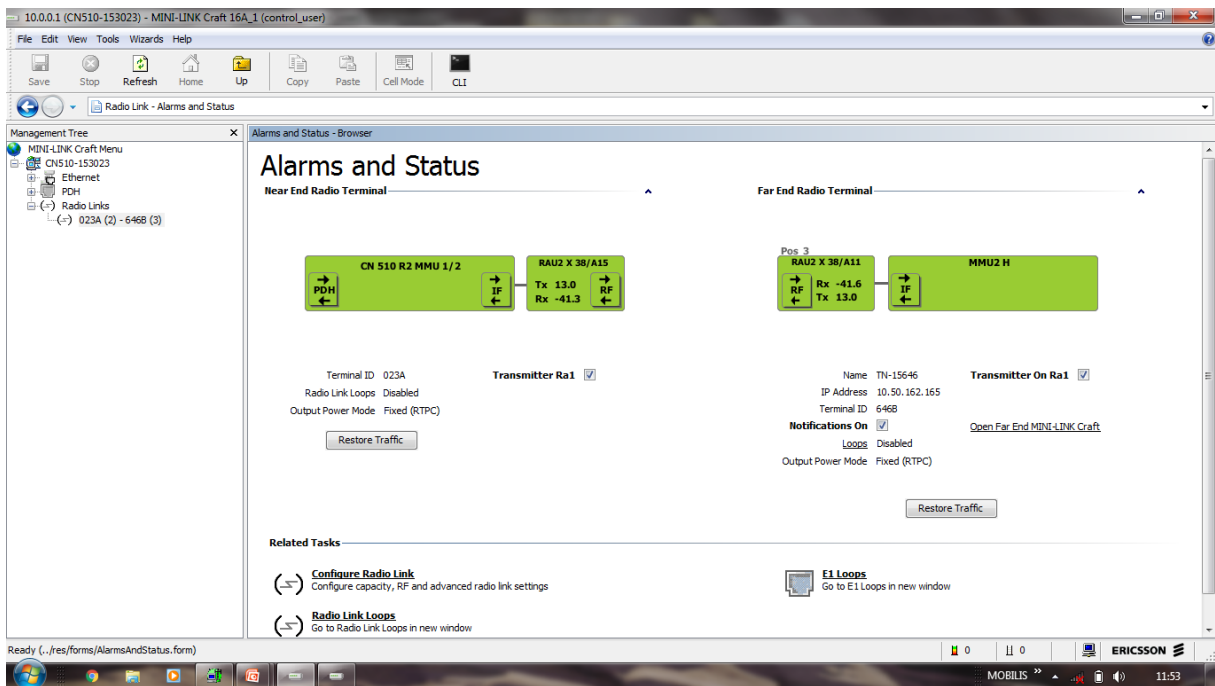 10.0.0.1 (CN510-153023) - MINI-LINK Craft 16A_1 (control_user)
File Edit View Tools Wizards Help
Save Stop Refresh Home Up Copy Paste Cell Mode CLI
Radio Link - Alarms and Status
Management Tree X
MINI-LINK Craft Menu
CN510-153023
Ethernet
PDH
Radio Links
023A (2) - 646B (3)
Alarms and Status - Browser
Alarms and Status
Near End Radio Terminal
CN 510 R2 MMU 1/2
PDH
IF
RAU2 X 38/A15
Tx 13.0
Rx -41.3
RF
Terminal ID 023A
Transmitter Ra1
Radio Link Loops Disabled
Output Power Mode Fixed (RTPC)
Restore Traffic
Far End Radio Terminal
Pos 3
RAU2 X 38/A11
RF
Rx -41.6
Tx 13.0
MMU2 H
IF
Name TN-15646
Transmitter On Ra1
IP Address 10.50.162.165
Terminal ID 646B
Notifications On
Open Far End MINI-LINK Craft
Loops Disabled
Output Power Mode Fixed (RTPC)
Restore Traffic
Related Tasks
Configure Radio Link
Configure capacity, RF and advanced radio link settings
E1 Loops
Go to E1 Loops in new window
Radio Link Loops
Go to Radio Link Loops in new window
Ready (../res/forms/AlarmsAndStatus.form)
0
0
ERICSSON
MOBILIS
11:53